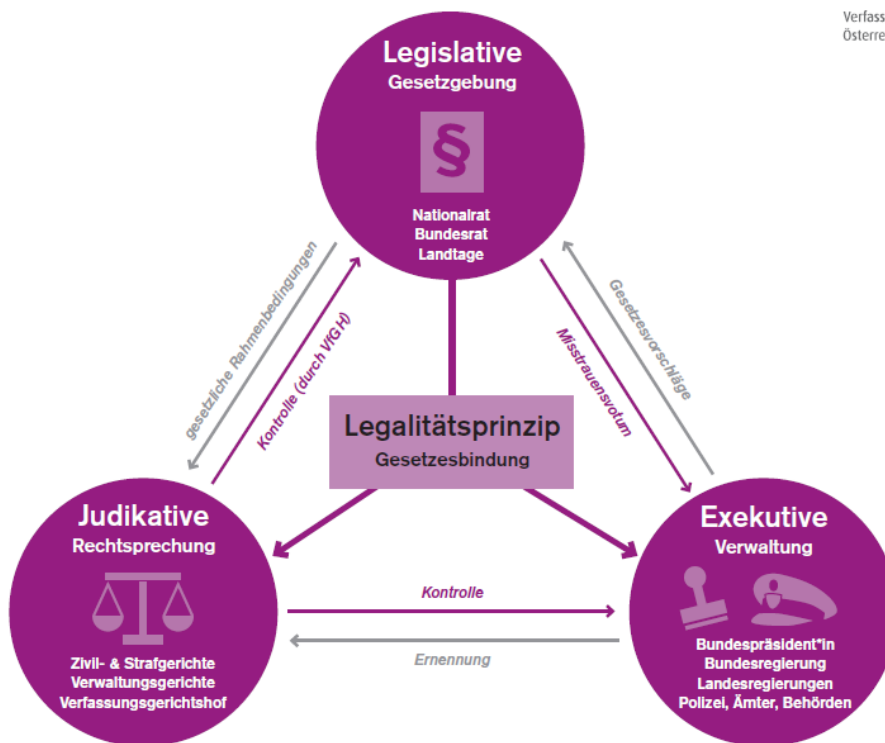 Verfass
Österre
Legislative
Gesetzgebung
§
Nationalrat
Bundesrat
Landtage
gesetzliche Rahmenbedingungen
Kontrolle (durch VfGH)
Misstrauensvotum
Gesetzesvorschläge
Legalitätsprinzip
Gesetzesbindung
Judikative
Rechtsprechung
Zivil- & Strafgerichte
Verwaltungsgerichte
Verfassungsgerichtshof
Kontrolle
Ernennung
Exekutive
Verwaltung
Bundespräsident*in
Bundesregierung
Landesregierungen
Polizei, Ämter, Behörden